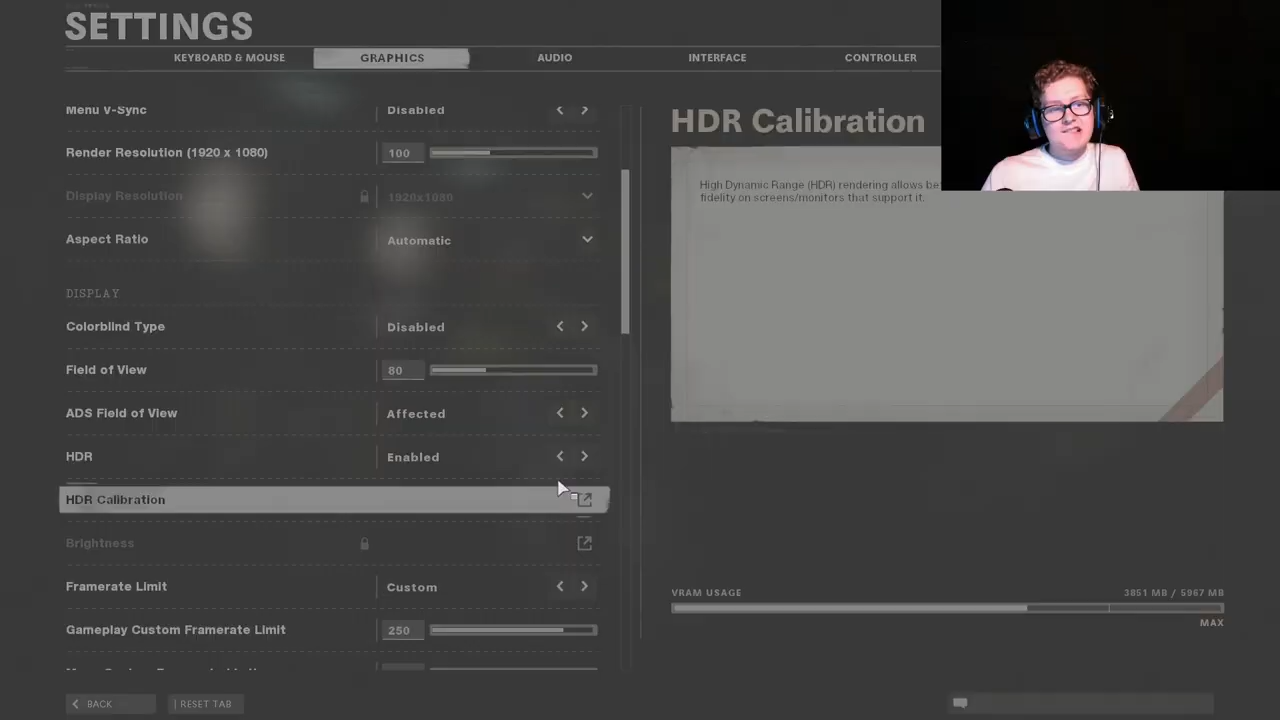 SETTINGS
KEYBOARD & MOUSE
GRAPHICS
AUDIO
INTERFACE
CONTROLLER
Menu V-Sync
Disabled
Render Resolution (1920 x 1080)
100
Display Resolution
1920x1080
Aspect Ratio
Automatic
DISPLAY
Colorblind Type
Disabled
Field of View
80
ADS Field of View
Affected
HDR
Enabled
HDR Calibration
Brightness
Framerate Limit
Custom
Gameplay Custom Framerate Limit
250
BACK
RESET TAB
HDR Calibration
High Dynamic Range (HDR) rendering allows
fidelity on screens/monitors that support it.
VRAM USAGE
3851 MB / 5967 MB
MAX